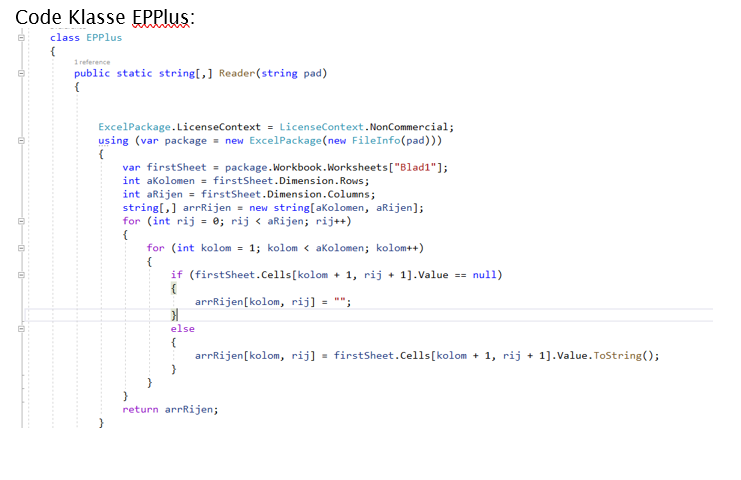 Code Klasse EPPlus:
class EPPlus
{
1 reference
public static string[,] Reader(string pad)
{
ExcelPackage.LicenseContext = LicenseContext.NonCommercial;
using (var package = new ExcelPackage(new FileInfo(pad)))
{
var firstSheet = package.Workbook.Worksheets["Blad1"];
int aKolomen = firstSheet.Dimension.Rows;
int aRijen = firstSheet.Dimension.Columns;
string[,] arrRijen = new string[aKolomen, aRijen];
for (int rij = 0; rij < aRijen; rij++)
{
for (int kolom = 1; kolom < aKolomen; kolom++)
{
if (firstSheet.Cells[kolom + 1, rij + 1].Value == null)
{
arrRijen[kolom, rij] = "";
}
else
{
arrRijen[kolom, rij] = firstSheet.Cells[kolom + 1, rij + 1].Value.ToString();
}
}
}
return arrRijen;
}